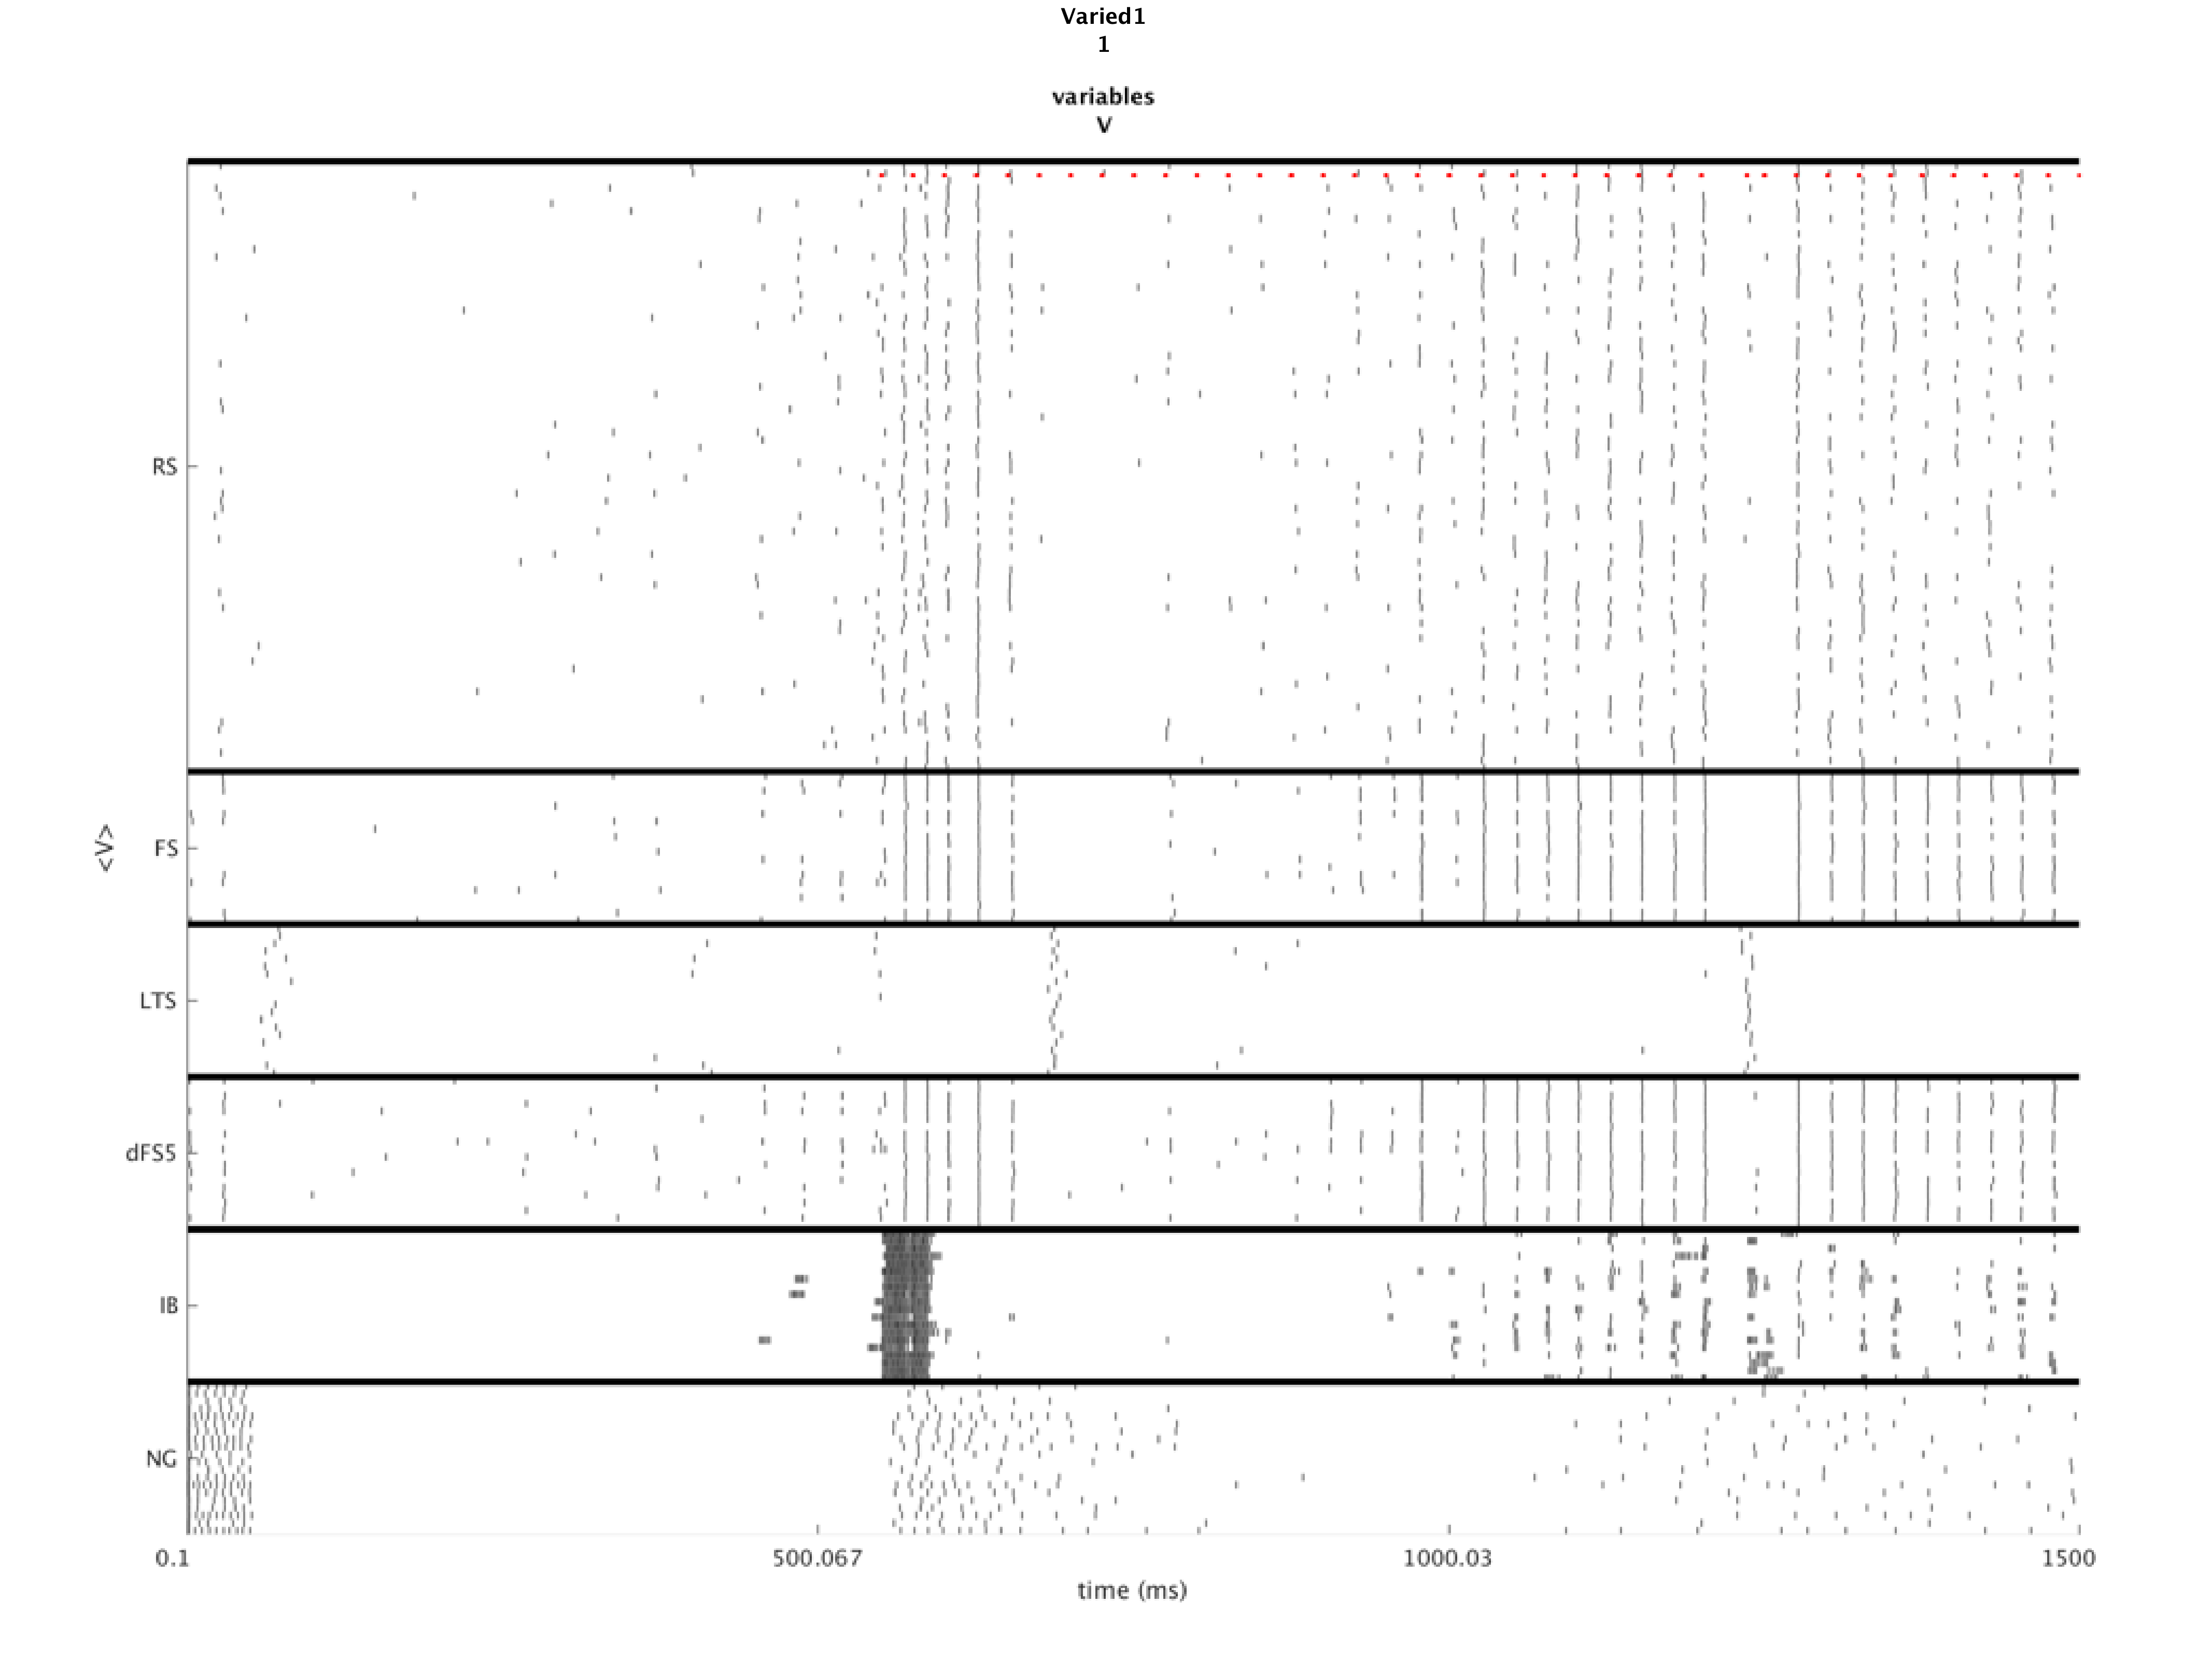 Varied1
1
variables
V
RS
FS
<V>
LTS
dFS5
IB
NG
0.1 500.067 1000.03 1500
time (ms)